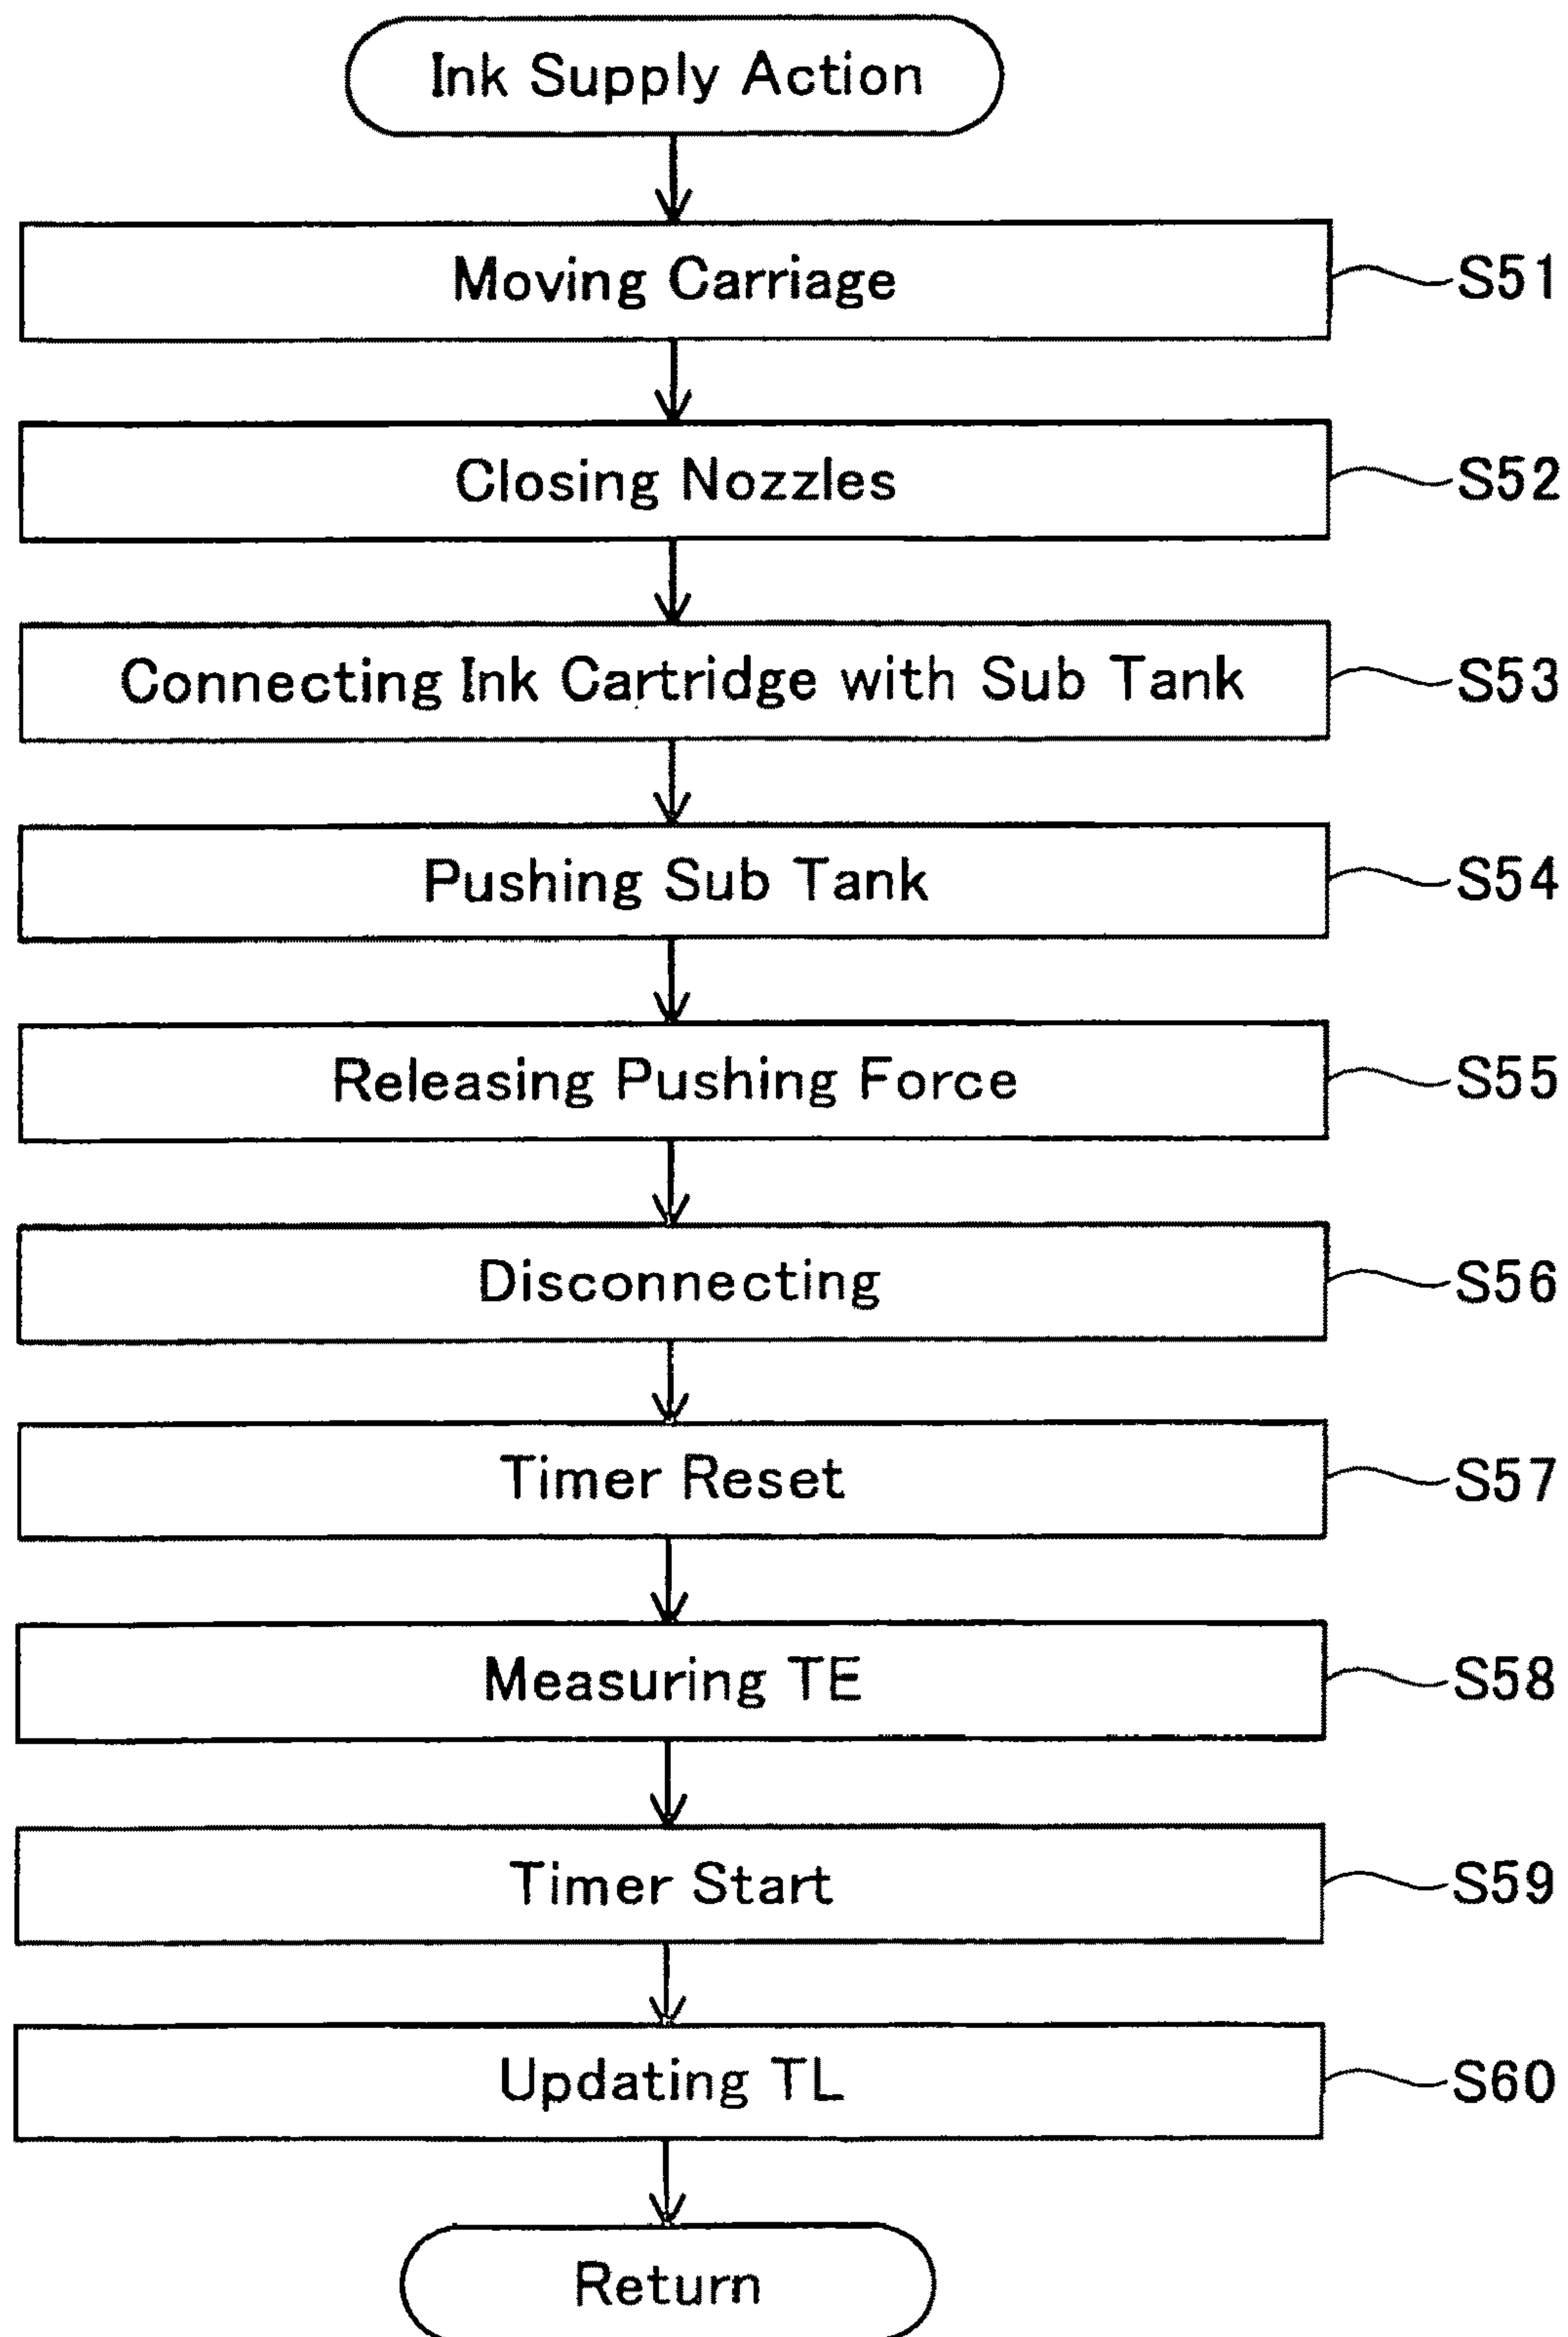 Ink Supply Action
Moving Carriage S51
Closing Nozzles S52
Connecting Ink Cartridge with Sub Tank S53
Pushing Sub Tank S54
Releasing Pushing Force S55
Disconnecting S56
Timer Reset S57
Measuring TE S58
Timer Start S59
Updating TL S60
Return